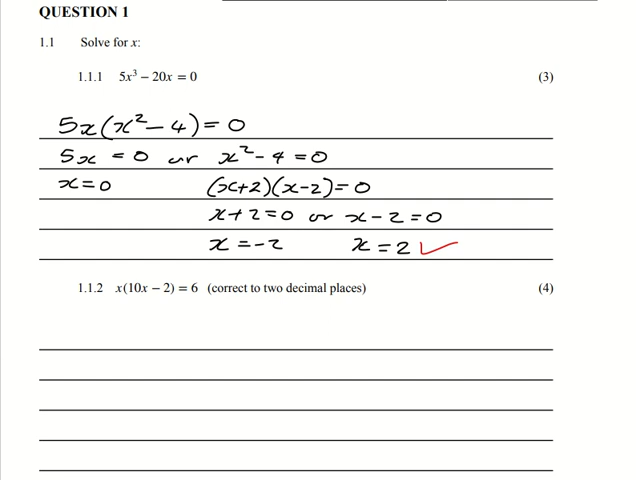 QUESTION 1
1.1 Solve for x:
1.1.1 5x³ − 20x = 0 (3)
5x(x² − 4) = 0
5x = 0 or x² − 4 = 0
x = 0 (x+2)(x−2) = 0
x + 2 = 0 or x − 2 = 0
x = −2 x = 2 ✓
1.1.2 x(10x − 2) = 6 (correct to two decimal places) (4)